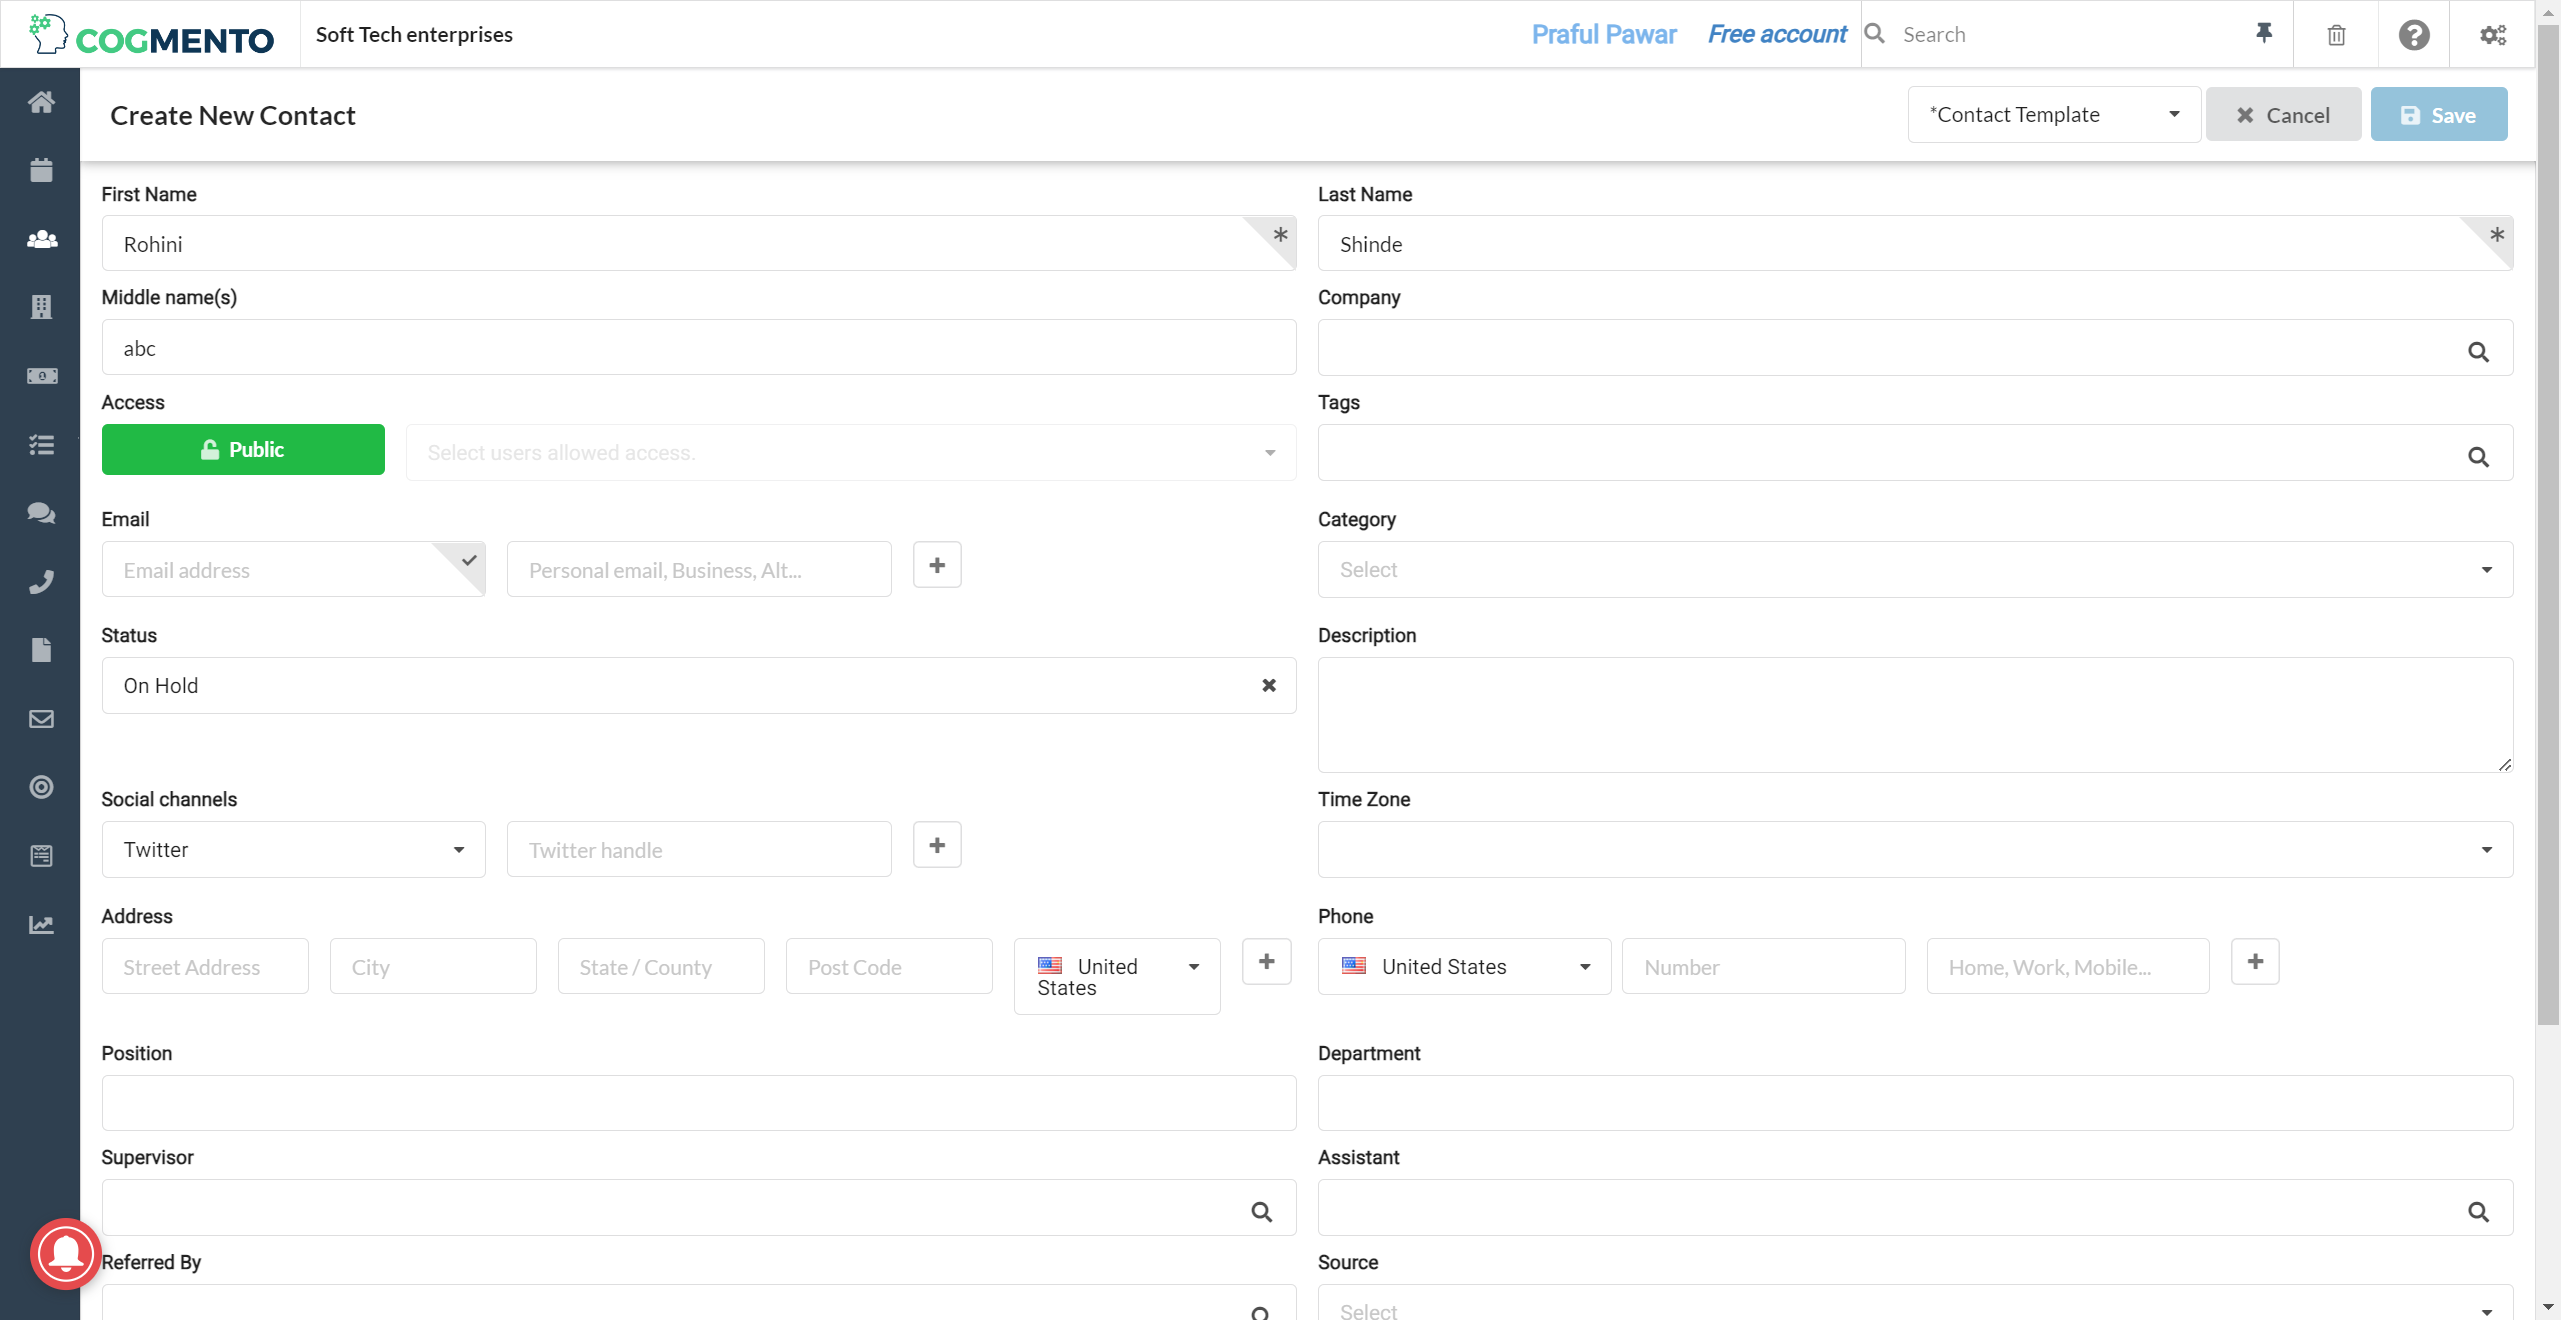 COGMENTO
Soft Tech enterprises
Praful Pawar
Free account
Search
Create New Contact
*Contact Template
Cancel
Save
First Name
Last Name
Rohini
*
Shinde
*
Middle name(s)
Company
abc
Access
Tags
Public
Select users allowed access.
Email
Category
Email address
Personal email, Business, Alt...
Select
Status
Description
On Hold
Social channels
Time Zone
Twitter
Twitter handle
Address
Phone
Street Address
City
State / County
Post Code
United
States
United States
Number
Home, Work, Mobile...
Position
Department
Supervisor
Assistant
Referred By
Source
Select